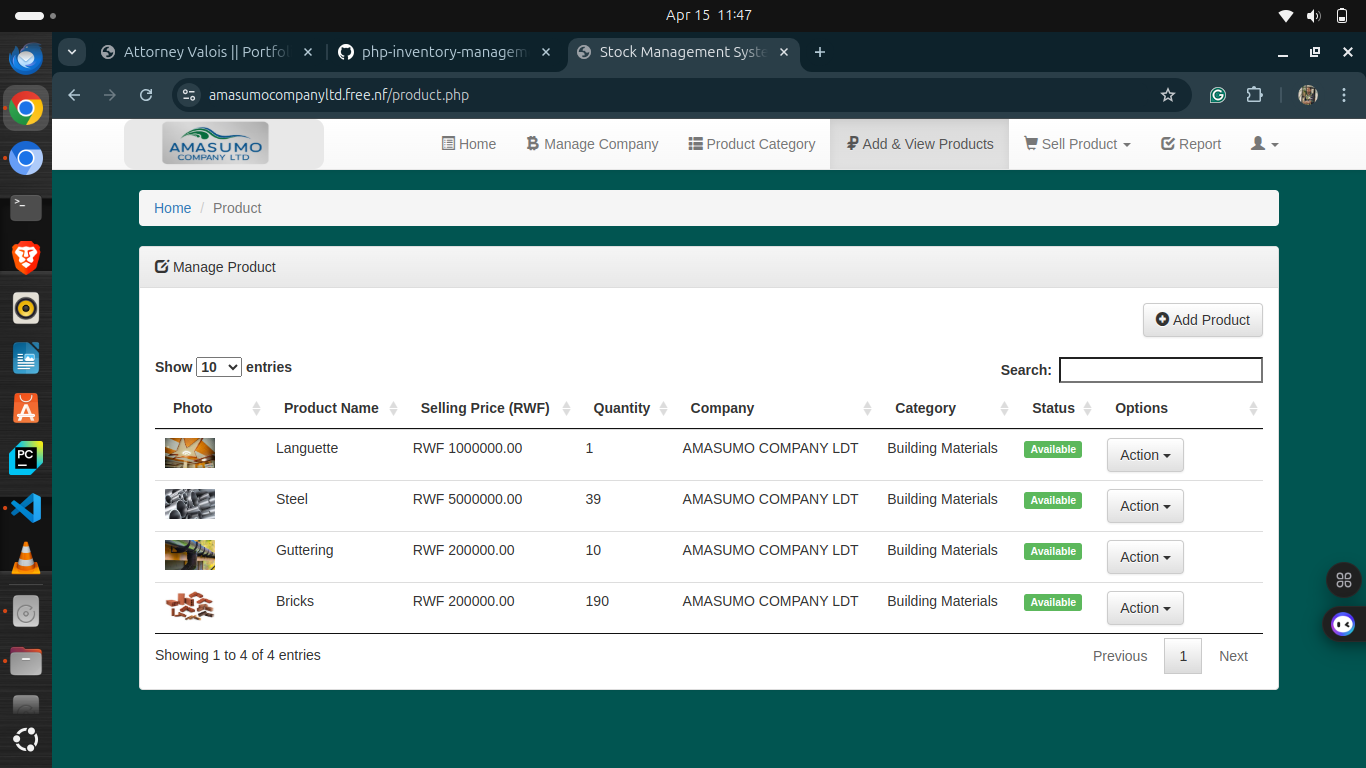 Apr 15 11:47
Attorney Valois || Portfol
php-inventory-managem
Stock Management Syste
amasumocompanyltd.free.nf/product.php
AMASUMO
COMPANY LTD
Home
Manage Company
Product Category
Add & View Products
Sell Product
Report
Home / Product
Manage Product
Add Product
Show 10 entries
Search:
Photo Product Name Selling Price (RWF) Quantity Company Category Status Options
Languette RWF 1000000.00 1 AMASUMO COMPANY LDT Building Materials Available Action
Steel RWF 5000000.00 39 AMASUMO COMPANY LDT Building Materials Available Action
Guttering RWF 200000.00 10 AMASUMO COMPANY LDT Building Materials Available Action
Bricks RWF 200000.00 190 AMASUMO COMPANY LDT Building Materials Available Action
Showing 1 to 4 of 4 entries
Previous 1 Next
PC